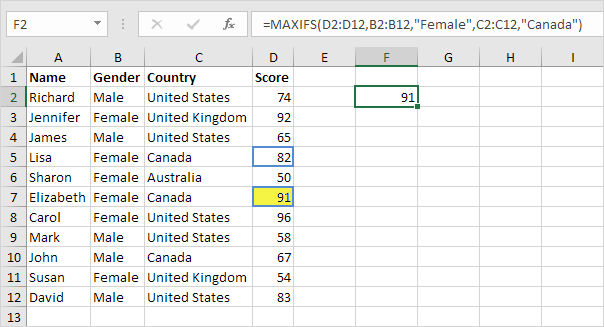 F2 fx =MAXIFS(D2:D12,B2:B12,"Female",C2:C12,"Canada")
A B C D E F G H I
1 Name Gender Country Score
2 Richard Male United States 74 91
3 Jennifer Female United Kingdom 92
4 James Male United States 65
5 Lisa Female Canada 82
6 Sharon Female Australia 50
7 Elizabeth Female Canada 91
8 Carol Female United States 96
9 Mark Male United States 58
10 John Male Canada 67
11 Susan Female United Kingdom 54
12 David Male United States 83
13